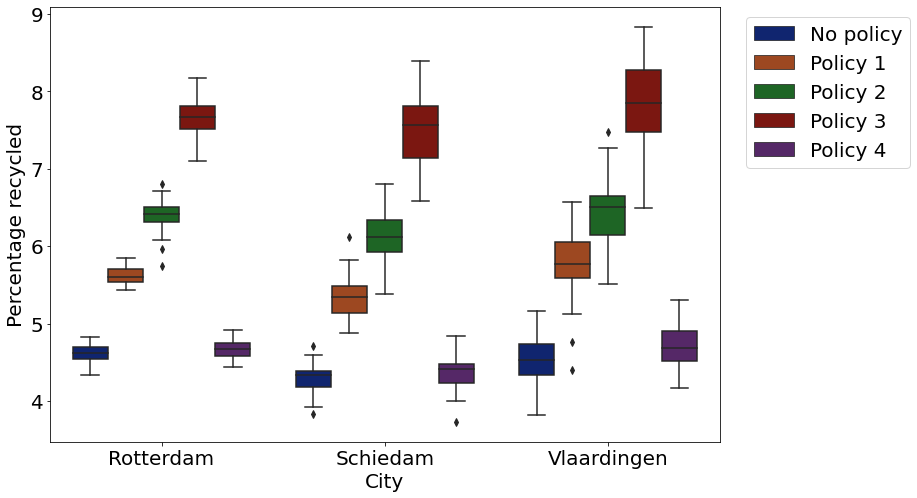 9
8
7
6
5
4
Percentage recycled
Rotterdam
Schiedam
Vlaardingen
City
No policy
Policy 1
Policy 2
Policy 3
Policy 4